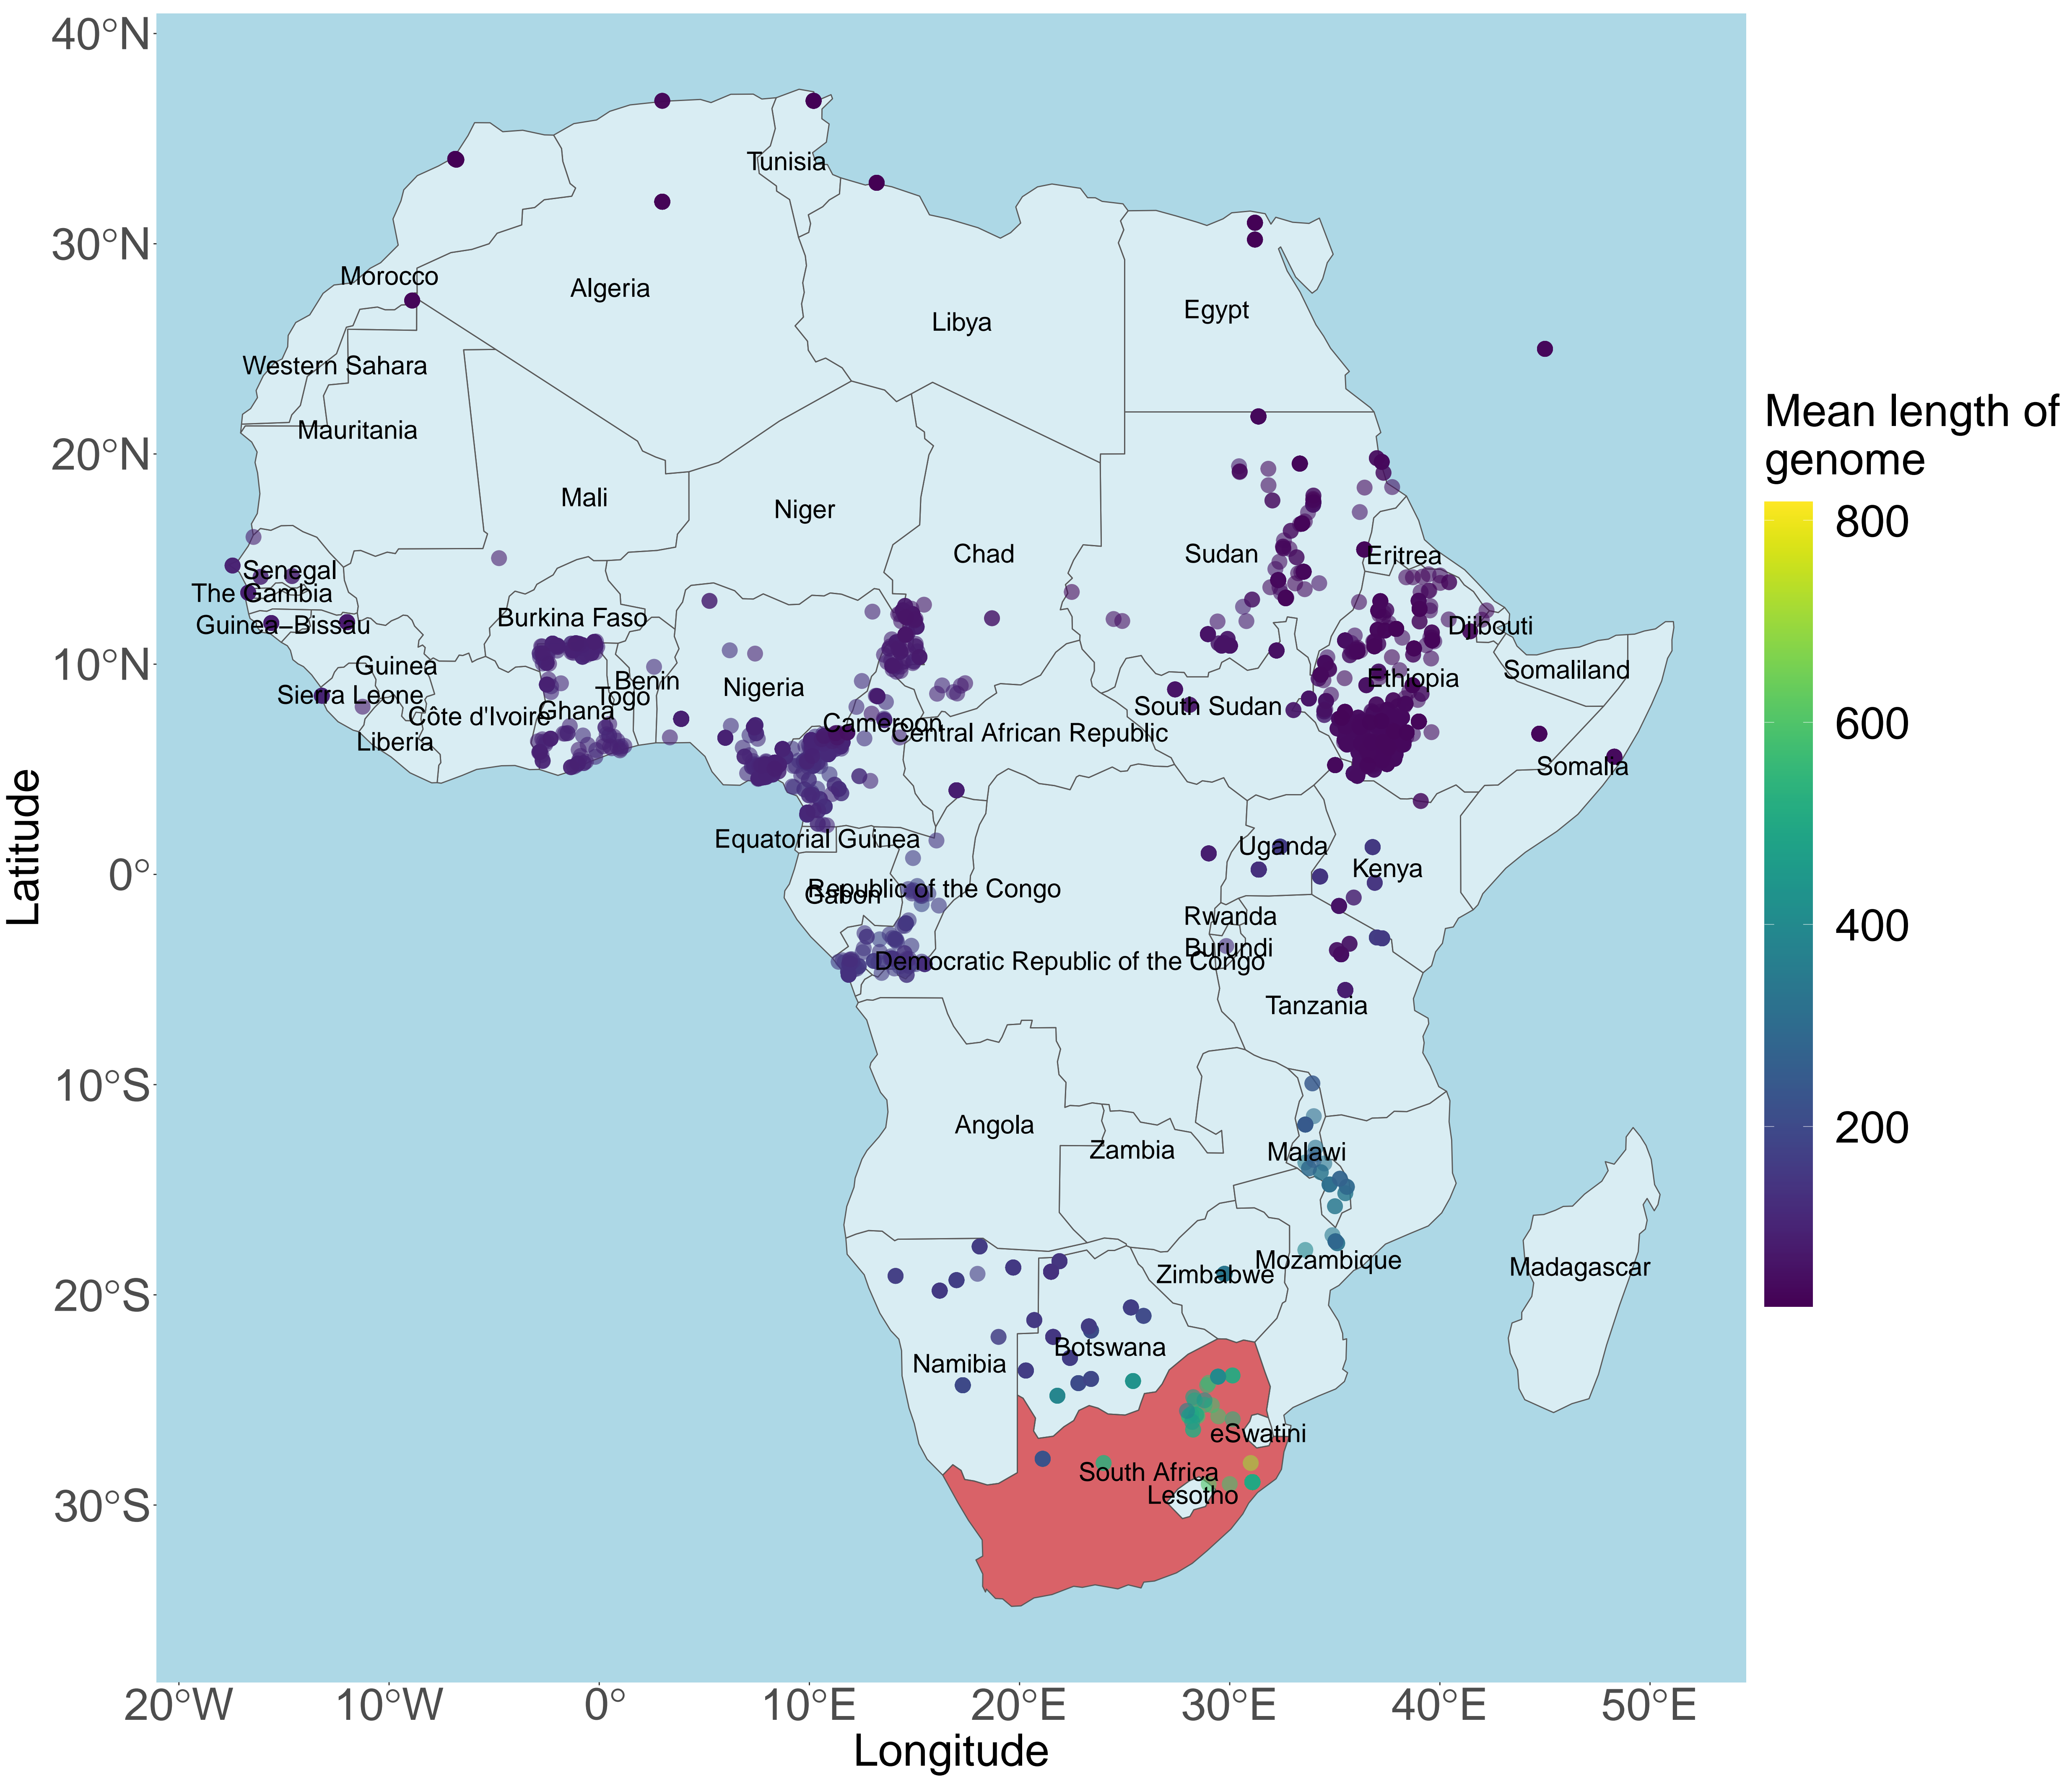 40°N
30°N
20°N
10°N
0°
10°S
20°S
30°S
Latitude
20°W
10°W
0°
10°E
20°E
30°E
40°E
50°E
Longitude
Tunisia
Morocco
Algeria
Libya
Egypt
Western Sahara
Mauritania
Mali
Niger
Chad
Sudan
Eritrea
Senegal
The Gambia
Guinea−Bissau
Burkina Faso
Djibouti
Guinea
Sierra Leone
Liberia
Côte d'Ivoire
Ghana
Togo
Benin
Nigeria
Cameroon
Central African Republic
South Sudan
Ethiopia
Somaliland
Somalia
Equatorial Guinea
Gabon
Republic of the Congo
Uganda
Kenya
Rwanda
Burundi
Democratic Republic of the Congo
Tanzania
Angola
Zambia
Malawi
Mozambique
Zimbabwe
Madagascar
Namibia
Botswana
eSwatini
South Africa
Lesotho
Mean length of
genome
800
600
400
200